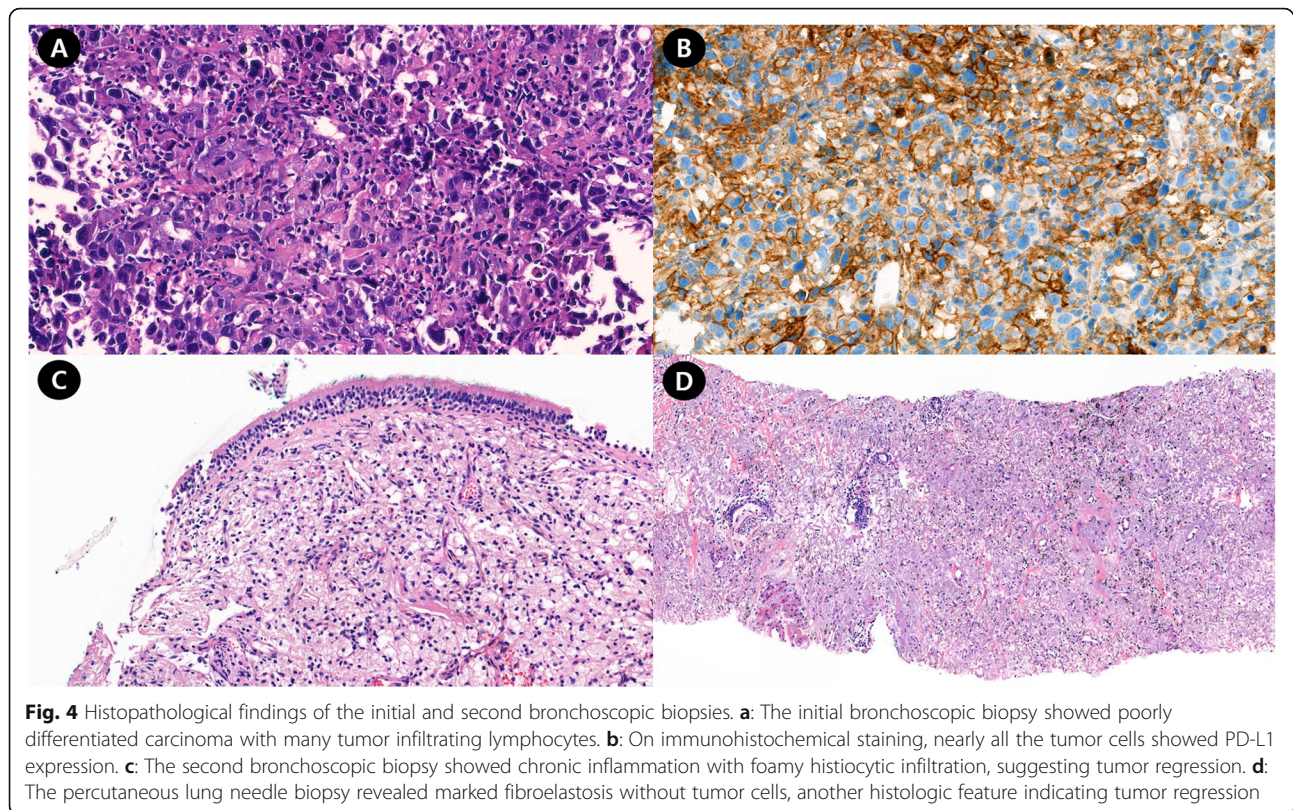 A
B
C
D
Fig. 4 Histopathological findings of the initial and second bronchoscopic biopsies. a: The initial bronchoscopic biopsy showed poorly
differentiated carcinoma with many tumor infiltrating lymphocytes. b: On immunohistochemical staining, nearly all the tumor cells showed PD-L1
expression. c: The second bronchoscopic biopsy showed chronic inflammation with foamy histiocytic infiltration, suggesting tumor regression. d:
The percutaneous lung needle biopsy revealed marked fibroelastosis without tumor cells, another histologic feature indicating tumor regression